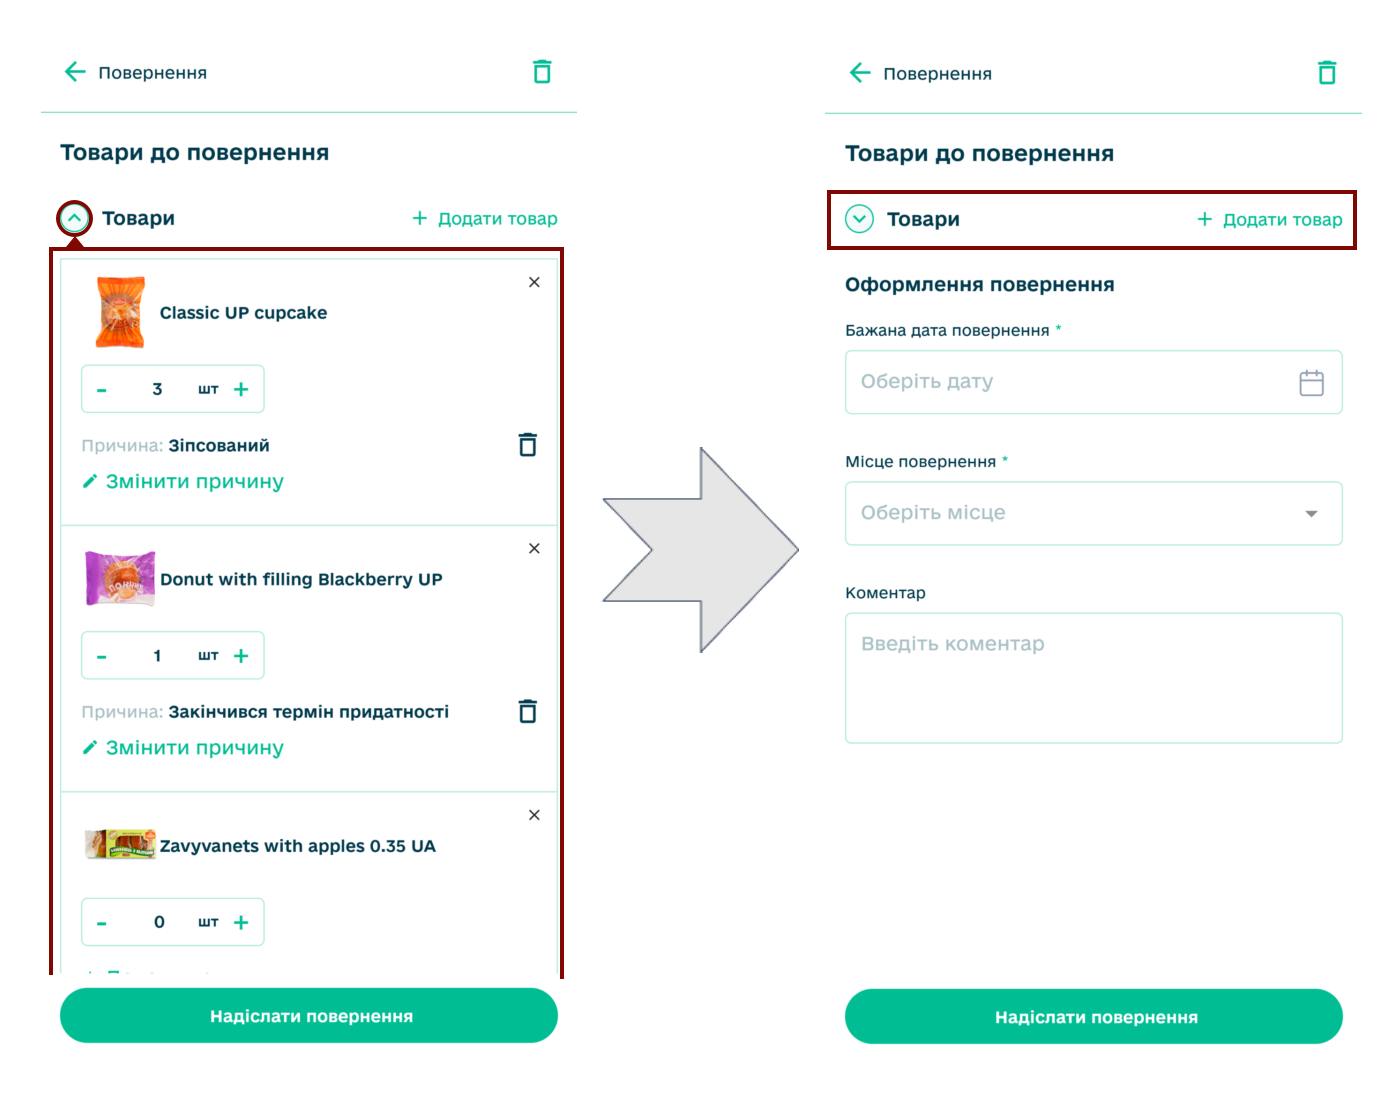 Повернення
Товари до повернення
Товари
+ Додати товар
Classic UP cupcake
- 3 шт +
Причина: Зіпсований
Змінити причину
Donut with filling Blackberry UP
- 1 шт +
Причина: Закінчився термін придатності
Змінити причину
Zavyvanets with apples 0.35 UA
- 0 шт +
Надіслати повернення
Повернення
Товари до повернення
Товари
+ Додати товар
Оформлення повернення
Бажана дата повернення *
Оберіть дату
Місце повернення *
Оберіть місце
Коментар
Введіть коментар
Надіслати повернення